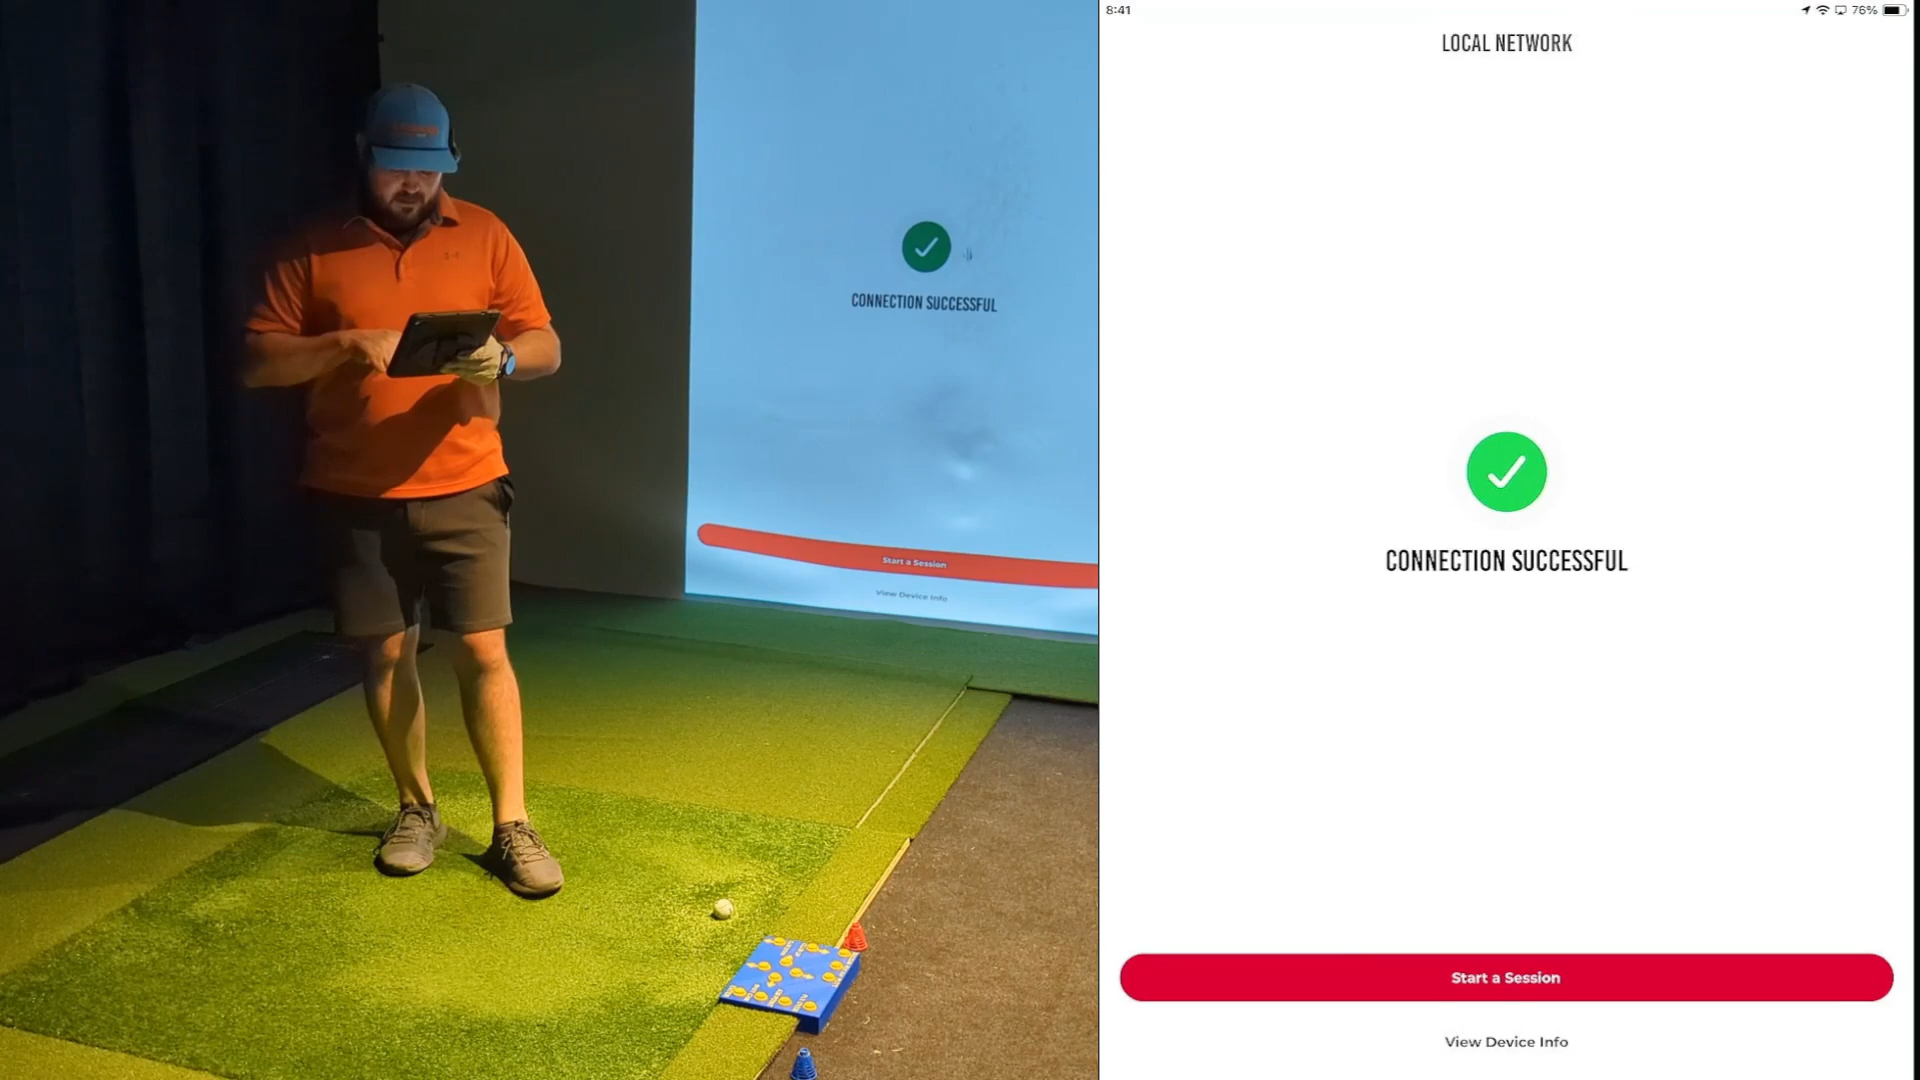 CONNECTION SUCCESSFUL
Start a Session
View Device Info
8:41
76%
LOCAL NETWORK
CONNECTION SUCCESSFUL
Start a Session
View Device Info